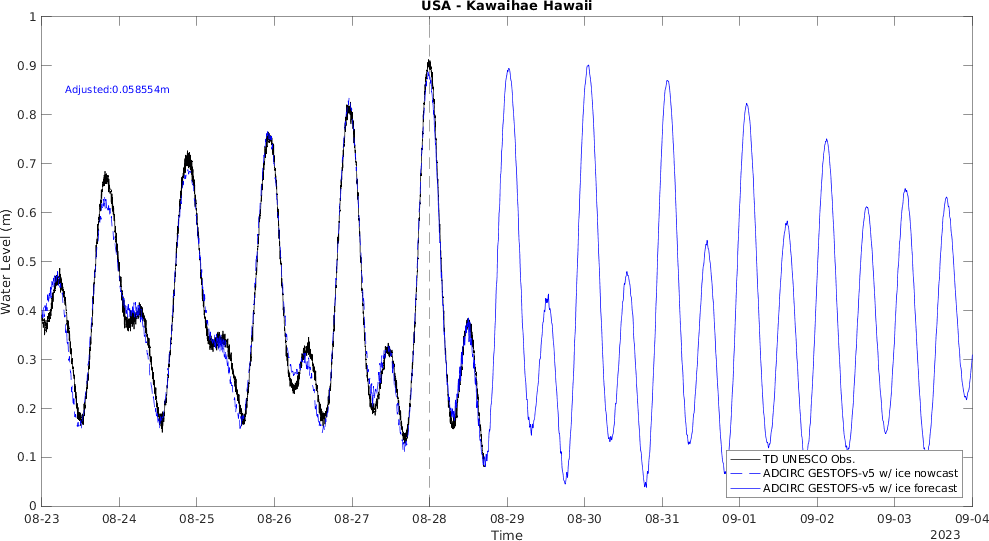 USA - Kawaihae Hawaii
1
0.9
Adjusted:0.058554m
0.8
0.7
0.6
0.5
0.4
0.3
0.2
0.1
0
Water Level (m)
TD UNESCO Obs.
ADCIRC GESTOFS-v5 w/ ice nowcast
ADCIRC GESTOFS-v5 w/ ice forecast
08-23 08-24 08-25 08-26 08-27 08-28 08-29 08-30 08-31 09-01 09-02 09-03 09-04
Time
2023